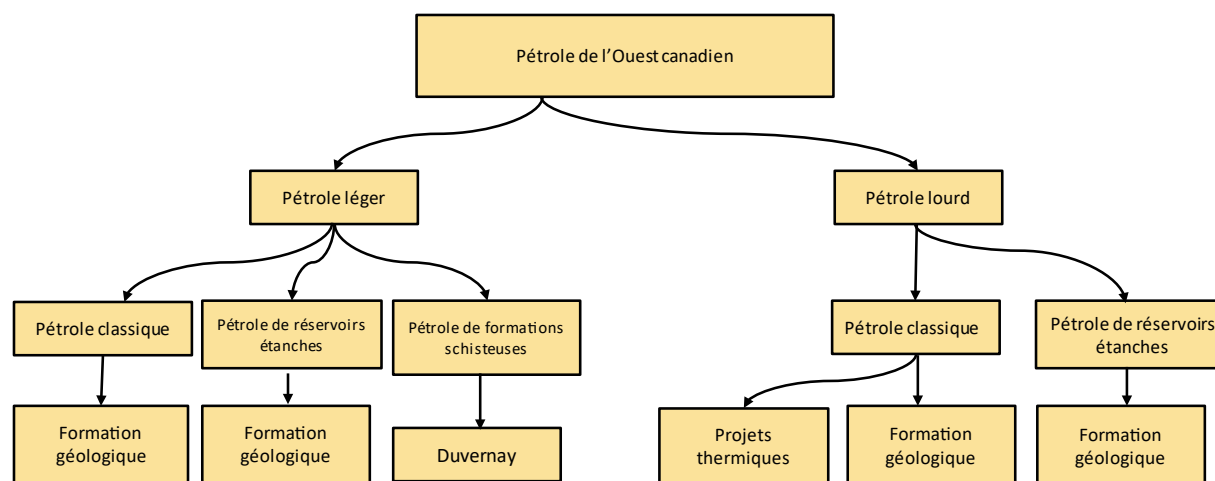 Pétrole de l'Ouest canadien
Pétrole léger
Pétrole lourd
Pétrole classique
Pétrole de réservoirs
étanches
Pétrole de formations
schisteuses
Pétrole classique
Pétrole de réservoirs
étanches
Formation
géologique
Formation
géologique
Duvernay
Projets
thermiques
Formation
géologique
Formation
géologique